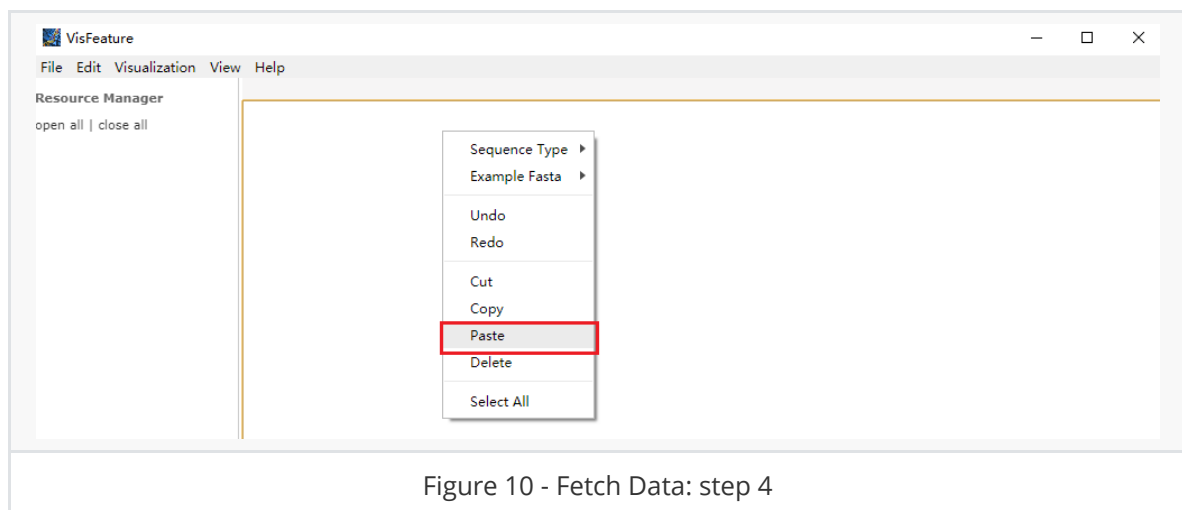 VisFeature
File Edit Visualization View Help
Resource Manager
open all | close all
Sequence Type
Example Fasta
Undo
Redo
Cut
Copy
Paste
Delete
Select All
Figure 10 - Fetch Data: step 4